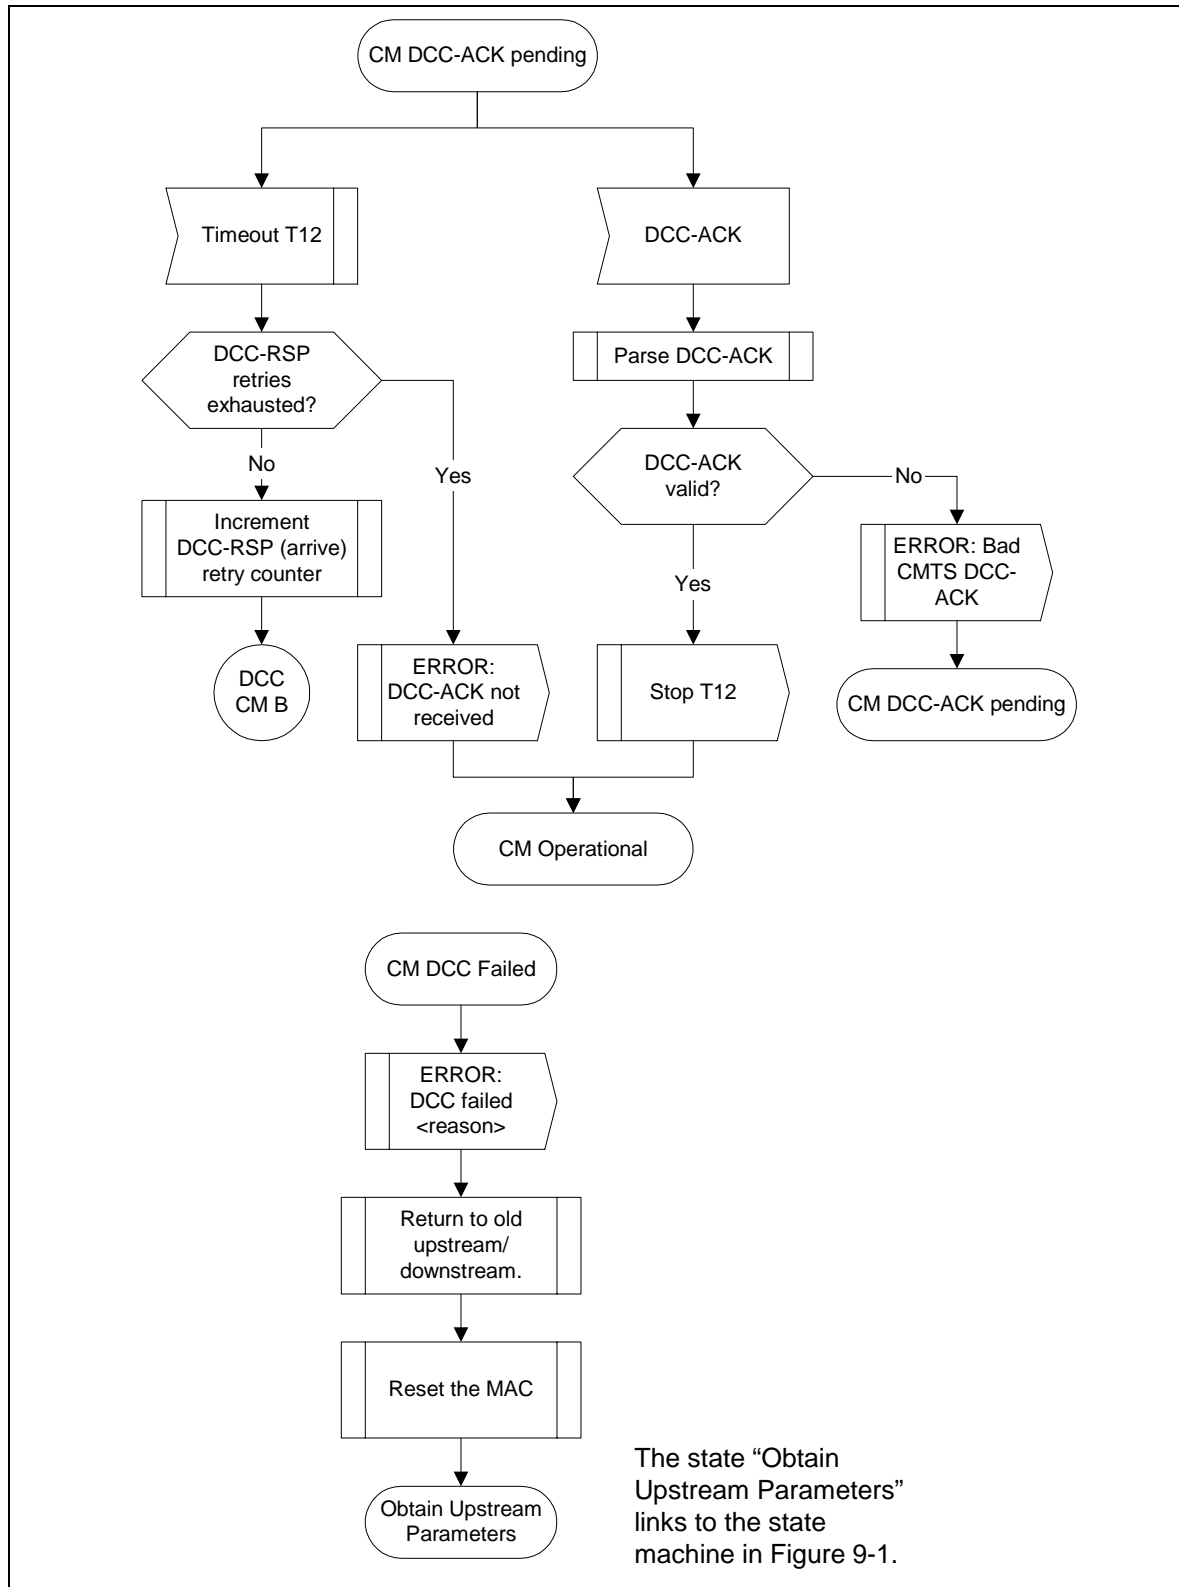 CM DCC-ACK pending
Timeout T12
DCC-ACK
DCC-RSP
retries
exhausted?
Parse DCC-ACK
No
Yes
DCC-ACK
valid?
No
Increment
DCC-RSP (arrive)
retry counter
Yes
ERROR: Bad
CMTS DCC-
ACK
DCC
CM B
ERROR:
DCC-ACK not
received
Stop T12
CM DCC-ACK pending
CM Operational
CM DCC Failed
ERROR:
DCC failed
<reason>
Return to old
upstream/
downstream.
Reset the MAC
Obtain Upstream
Parameters
The state “Obtain
Upstream Parameters”
links to the state
machine in Figure 9-1.